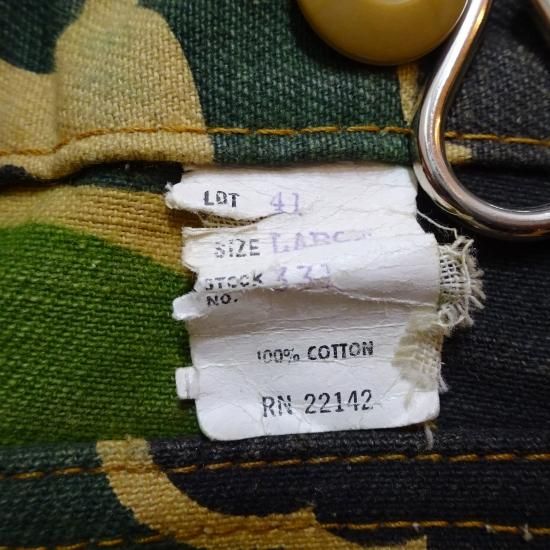 LOT 41
SIZE LARGE
STOCK 331
NO.
100% COTTON
RN 22142